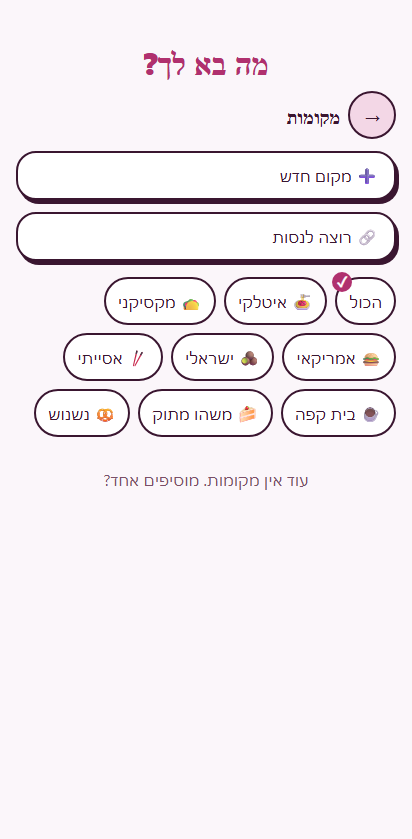 מה בא לך?
→ מקומות
➕ מקום חדש
🔗 רוצה לנסות
הכול 🍝 איטלקי 🌮 מקסיקני
🍔 אמריקאי 🧆 ישראלי 🥢 אסייתי
☕ בית קפה 🍰 משהו מתוק 🥨 נשנוש
עוד אין מקומות. מוסיפים אחד?